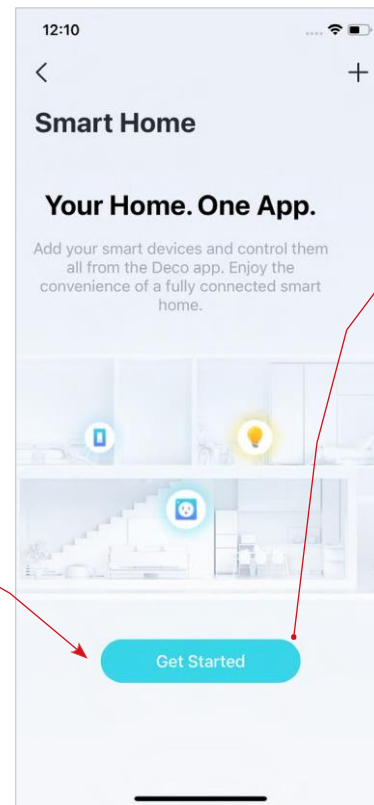 12:10
Smart Home
Your Home. One App.
Add your smart devices and control them
all from the Deco app. Enjoy the
convenience of a fully connected smart
home.
Get Started